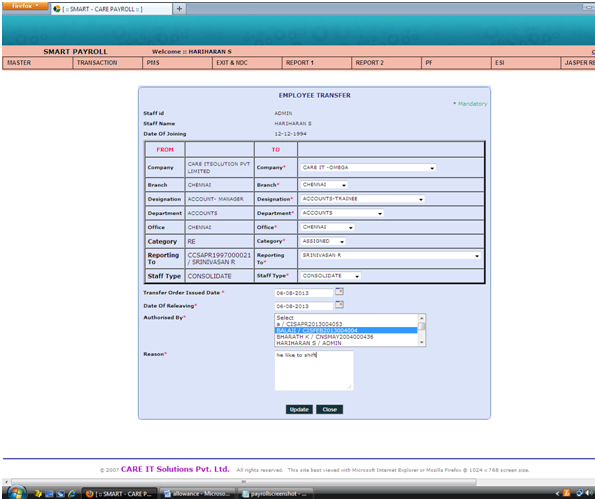 Firefox
[ :: SMART - CARE PAYROLL :: ]
SMART PAYROLL Welcome :: HARIHARAN S
MASTER TRANSACTION PMS EXIT & NDC REPORT 1 REPORT 2 PF ESI JASPER RE
EMPLOYEE TRANSFER
* Mandatory
Staff id ADMIN
Staff Name HARIHARAN S
Date Of Joining 12-12-1994
FROM TO
Company CARE ITSOLUTION PVT LIMITED Company* CARE IT -OMEGA
Branch CHENNAI Branch* CHENNAI
Designation ACCOUNT- MANAGER Designation* ACCOUNTS-TRAINEE
Department ACCOUNTS Department* ACCOUNTS
Office CHENNAI Office* CHENNAI
Category RE Category* ASSIGNED
Reporting To CCSAPR1997000021 / SRINIVASAN R Reporting To* SRINIVASAN R
Staff Type CONSOLIDATE Staff Type* CONSOLIDATE
Transfer Order Issued Date * 06-08-2013
Date Of Releaving* 06-08-2013
Authorised By* Select
a / CISAPR2013004053
BALAJI / CISFEB2013004004
BHARATH K / CNSMAY2004000436
HARIHARAN S / ADMIN
Reason* he like to shift
Update Close
© 2007 CARE IT Solutions Pvt. Ltd. All rights reserved. This site best viewed with Microsoft Internet Explorer or Mozilla Firefox @ 1024 x 768 screen size.
[ :: SMART - CARE P... allowance - Microso... payrollscreenshot - ...